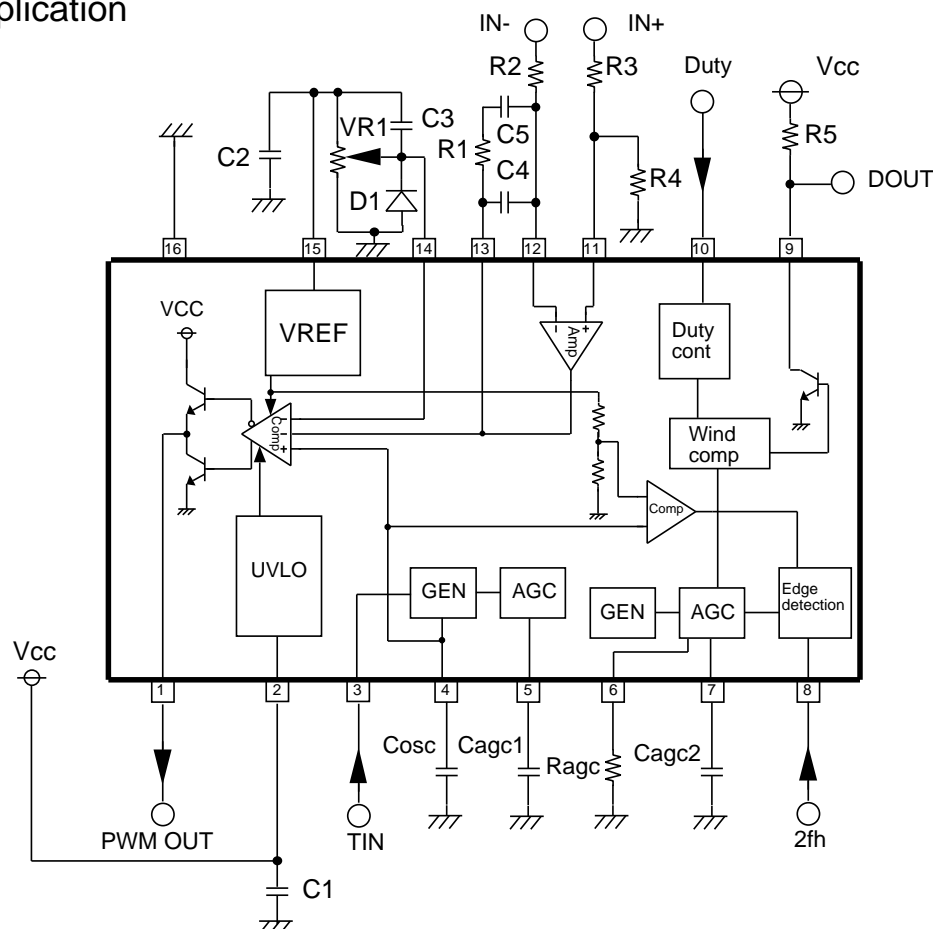 plication
IN-
IN+
R2
R3
Duty
Vcc
C2
VR1
C3
R1
C5
C4
R4
R5
DOUT
D1
16
15
14
13
12
11
10
9
VCC
VREF
Amp
- +
Duty
cont
Comp
-
-
+
Wind
comp
Comp
UVLO
GEN
AGC
GEN
AGC
Edge
detection
Vcc
1
2
3
4
5
6
7
8
Cosc
Cagc1
Ragc
Cagc2
PWM OUT
TIN
2fh
C1